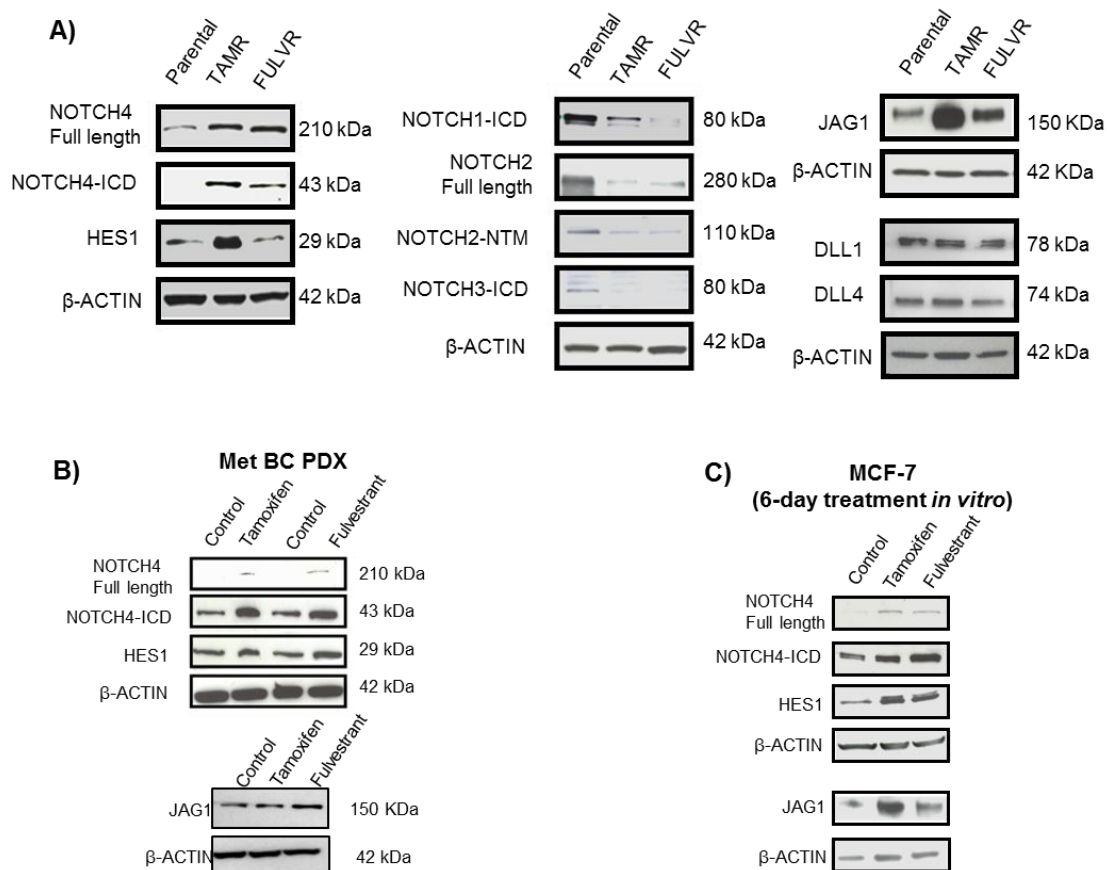 A)
Parental
TAMR
FULVR
NOTCH4
Full length
210 kDa
NOTCH4-ICD
43 kDa
HES1
29 kDa
β-ACTIN
42 kDa
Parental
TAMR
FULVR
NOTCH1-ICD
80 kDa
NOTCH2
Full length
280 kDa
NOTCH2-NTM
110 kDa
NOTCH3-ICD
80 kDa
β-ACTIN
42 kDa
Parental
TAMR
FULVR
JAG1
150 KDa
β-ACTIN
42 KDa
DLL1
78 kDa
DLL4
74 kDa
β-ACTIN
42 kDa
B)
Met BC PDX
Control
Tamoxifen
Control
Fulvestrant
NOTCH4
Full length
210 kDa
NOTCH4-ICD
43 kDa
HES1
29 kDa
β-ACTIN
42 kDa
Control
Tamoxifen
Fulvestrant
JAG1
150 KDa
β-ACTIN
42 kDa
C)
MCF-7
(6-day treatment in vitro)
Control
Tamoxifen
Fulvestrant
NOTCH4
Full length
NOTCH4-ICD
HES1
β-ACTIN
JAG1
β-ACTIN